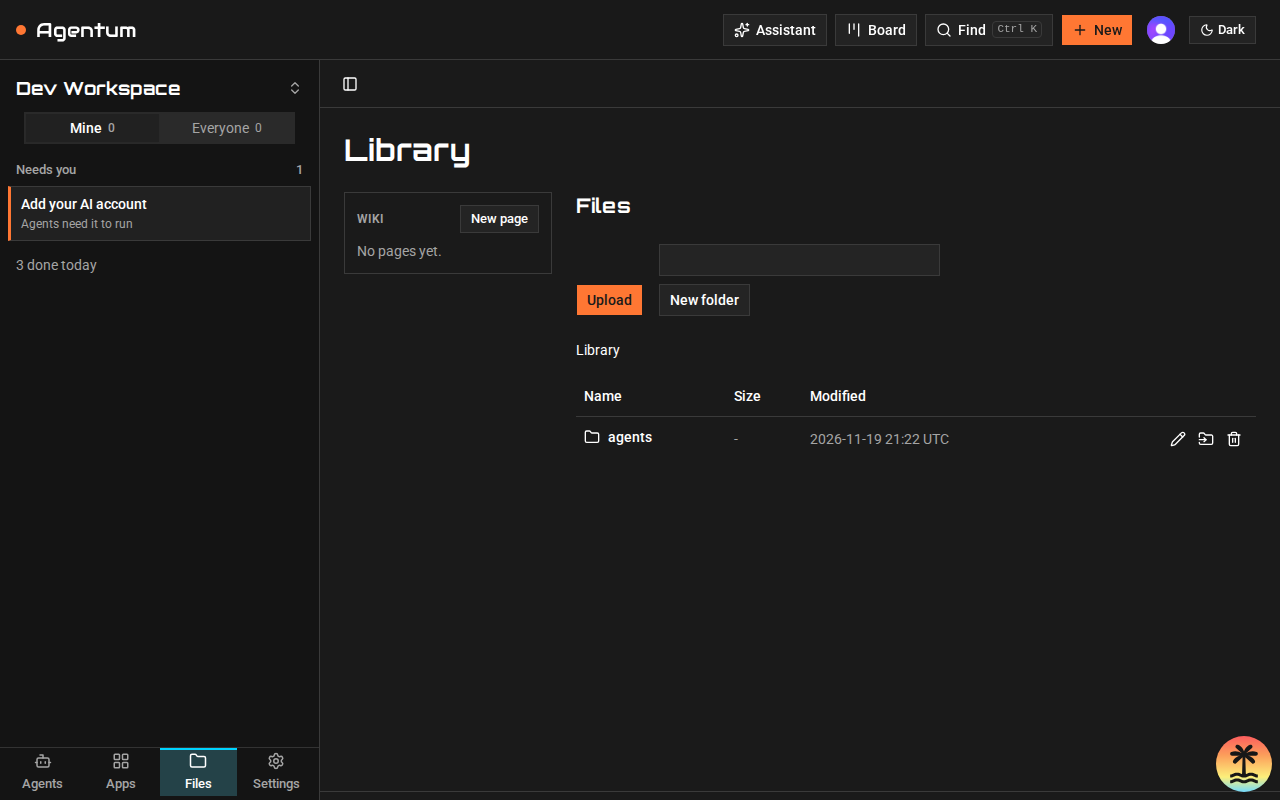 Agentum
Assistant
Board
Find Ctrl K
New
Dark
Dev Workspace
Mine 0
Everyone 0
Needs you 1
Add your AI account
Agents need it to run
3 done today
Agents
Apps
Files
Settings
Library
WIKI
New page
No pages yet.
Files
Upload
New folder
Library
Name Size Modified
agents - 2026-11-19 21:22 UTC